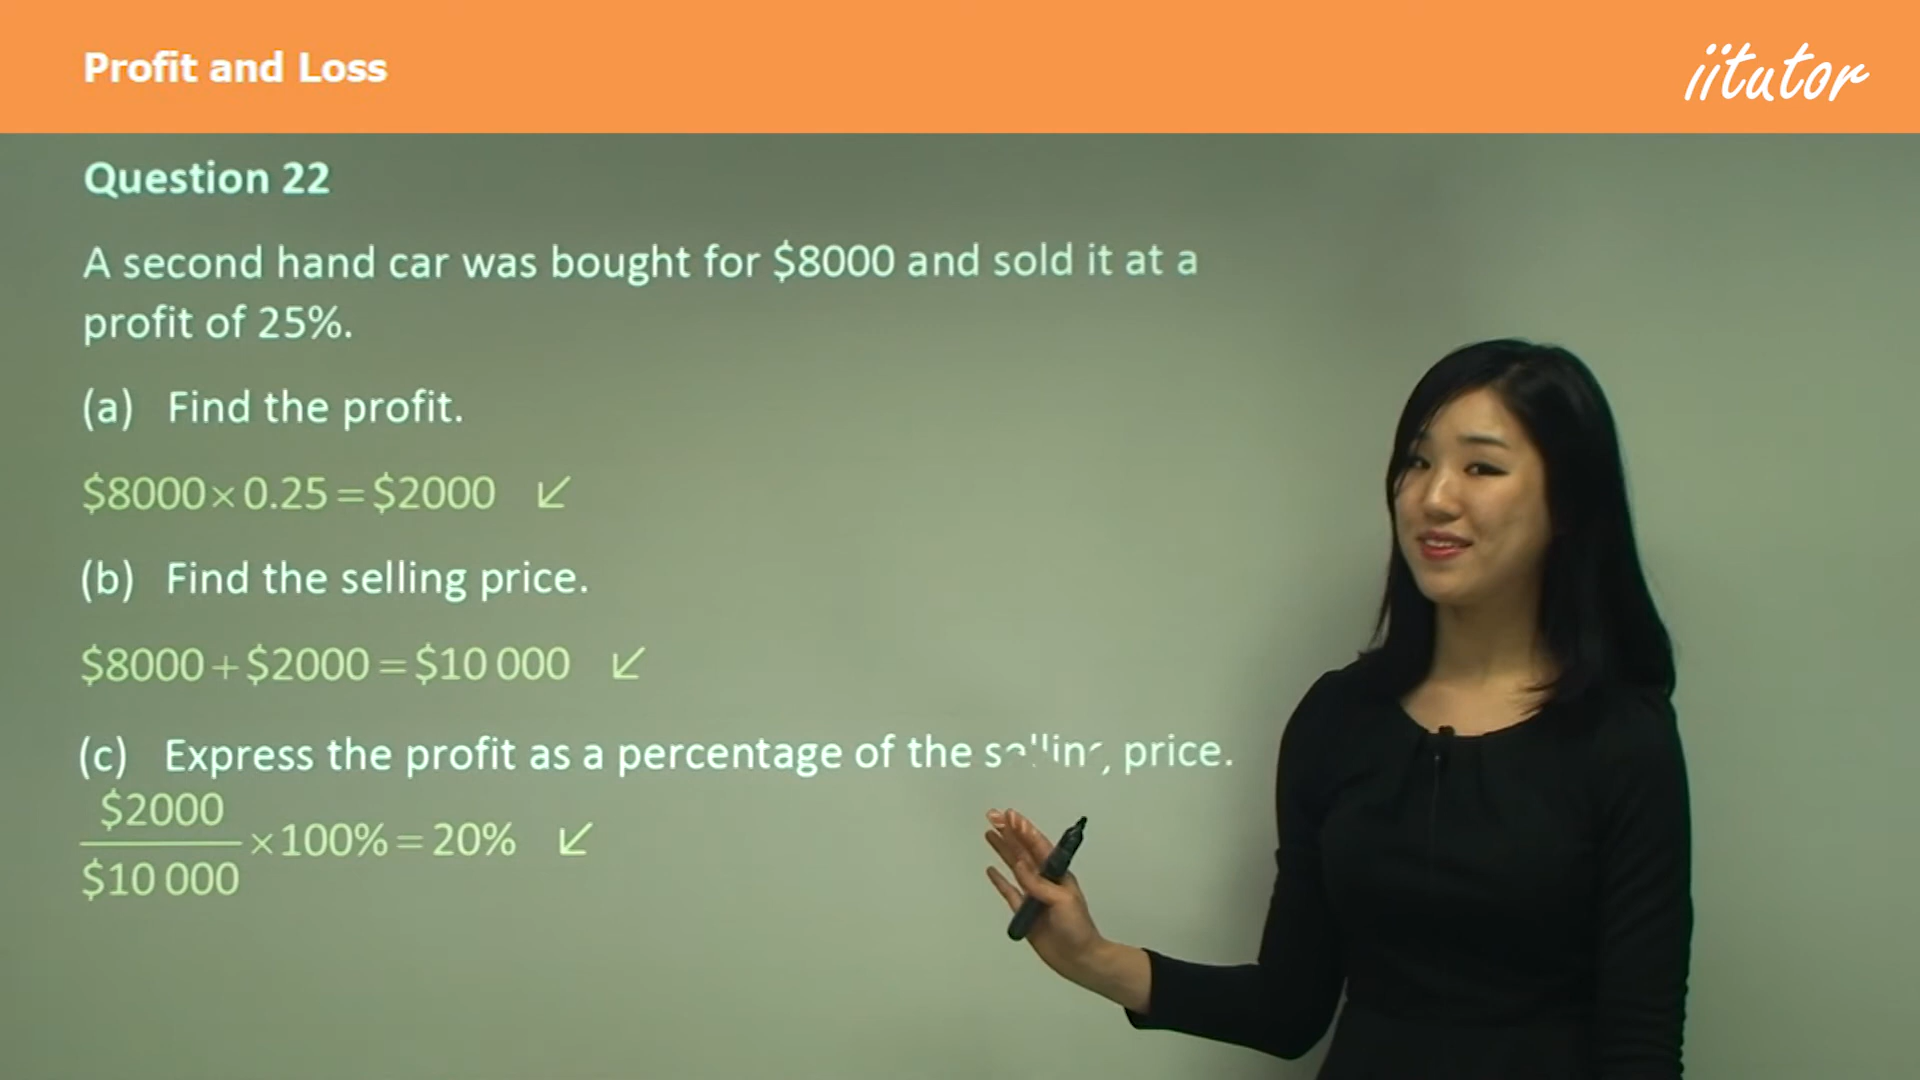 Profit and Loss
iitutor
Question 22
A second hand car was bought for $8000 and sold it at a
profit of 25%.
(a) Find the profit.
$8000 × 0.25 = $2000 ↙
(b) Find the selling price.
$8000 + $2000 = $10 000 ↙
(c) Express the profit as a percentage of the selling price.
$2000
× 100% = 20% ↙
$10 000